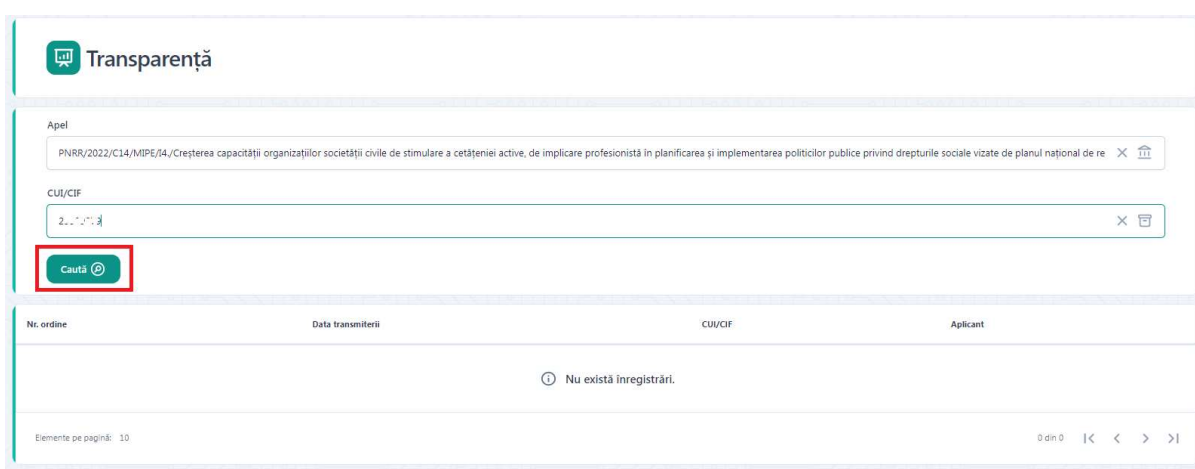 Transparență
Apel
PNRR/2022/C14/MIPE/I4./Creșterea capacității organizațiilor societății civile de stimulare a cetățeniei active, de implicare profesionistă în planificarea și implementarea politicilor publice privind drepturile sociale vizate de planul național de re
CUI/CIF
Caută
Nr. ordine Data transmiterii CUI/CIF Aplicant
Nu există înregistrări.
Elemente pe pagină: 10 0 din 0